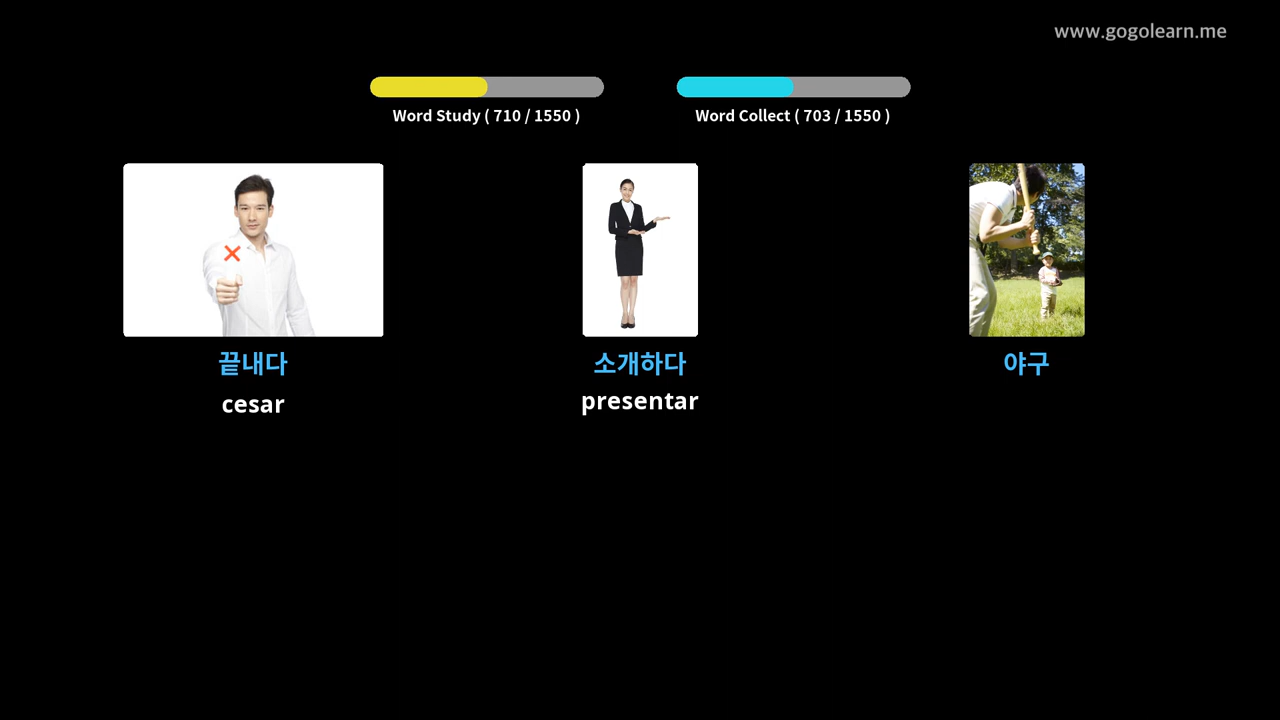 www.gogolearn.me
Word Study ( 710 / 1550 )
Word Collect ( 703 / 1550 )
끝내다
cesar
소개하다
presentar
야구